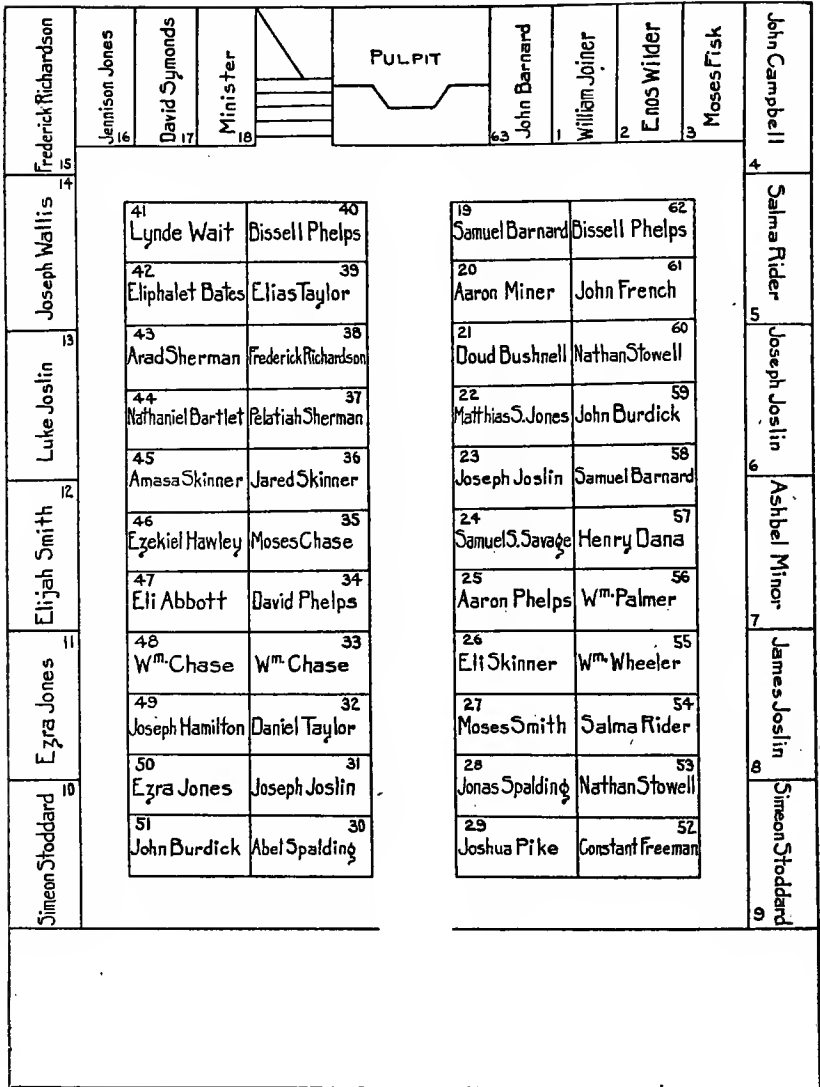 Frederick Richardson
15
Jennison Jones
16
David Symonds
17
Minister
18
PULPIT
63
John Barnard
1
William Joiner
2
Enos Wilder
3
Moses Fisk
John Campbell
4
14
Joseph Wallis
13
Luke Joslin
12
Elijah Smith
11
Ezra Jones
10
Simeon Stoddard
41 40
Lynde Wait Bissell Phelps
42 39
Eliphalet Bates Elias Taylor
43 38
Arad Sherman Frederick Richardson
44 37
Nathaniel Bartlet Pelatiah Sherman
45 36
Amasa Skinner Jared Skinner
46 35
Ezekiel Hawley Moses Chase
47 34
Eli Abbott David Phelps
48 33
Wm. Chase Wm. Chase
49 32
Joseph Hamilton Daniel Taylor
50 31
Ezra Jones Joseph Joslin
51 30
John Burdick Abel Spalding
19 62
Samuel Barnard Bissell Phelps
20 61
Aaron Miner John French
21 60
Doud Bushnell Nathan Stowell
22 59
Matthias S. Jones John Burdick
23 58
Joseph Joslin Samuel Barnard
24 57
Samuel S. Savage Henry Dana
25 56
Aaron Phelps Wm. Palmer
26 55
Eli Skinner Wm. Wheeler
27 54
Moses Smith Salma Rider
28 53
Jonas Spalding Nathan Stowell
29 52
Joshua Pike Constant Freeman
Salma Rider
5
Joseph Joslin
6
Ashbel Minor
7
James Joslin
8
Simeon Stoddard
9